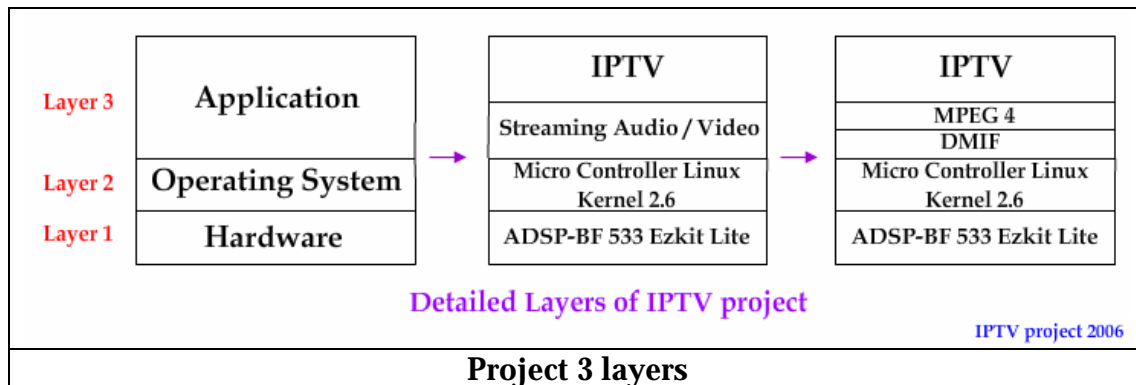 Layer 3
Layer 2
Layer 1
Application
Operating System
Hardware
IPTV
Streaming Audio / Video
Micro Controller Linux
Kernel 2.6
ADSP-BF 533 Ezkit Lite
IPTV
MPEG 4
DMIF
Micro Controller Linux
Kernel 2.6
ADSP-BF 533 Ezkit Lite
Detailed Layers of IPTV project
IPTV project 2006
Project 3 layers